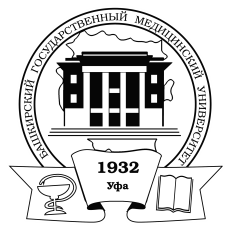 БАШКИРСКИЙ ГОСУДАРСТВЕННЫЙ МЕДИЦИНСКИЙ УНИВЕРСИТЕТ
1932
Уфа